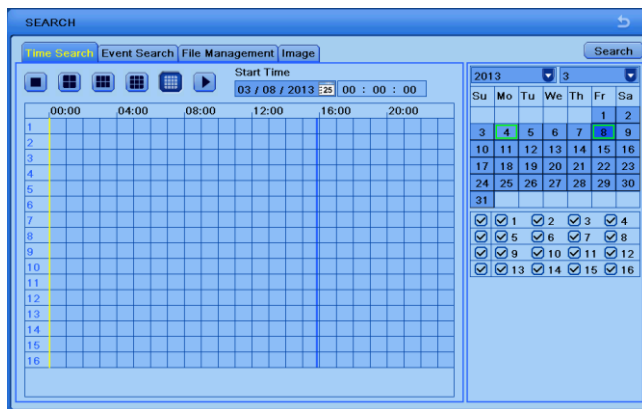 SEARCH
Time Search Event Search File Management Image
Search
Start Time
03 / 08 / 2013 25 00 : 00 : 00
00:00 04:00 08:00 12:00 16:00 20:00
1
2
3
4
5
6
7
8
9
10
11
12
13
14
15
16
2013 3
Su Mo Tu We Th Fr Sa
1 2
3 4 5 6 7 8 9
10 11 12 13 14 15 16
17 18 19 20 21 22 23
24 25 26 27 28 29 30
31
1 2 3 4
5 6 7 8
9 10 11 12
13 14 15 16